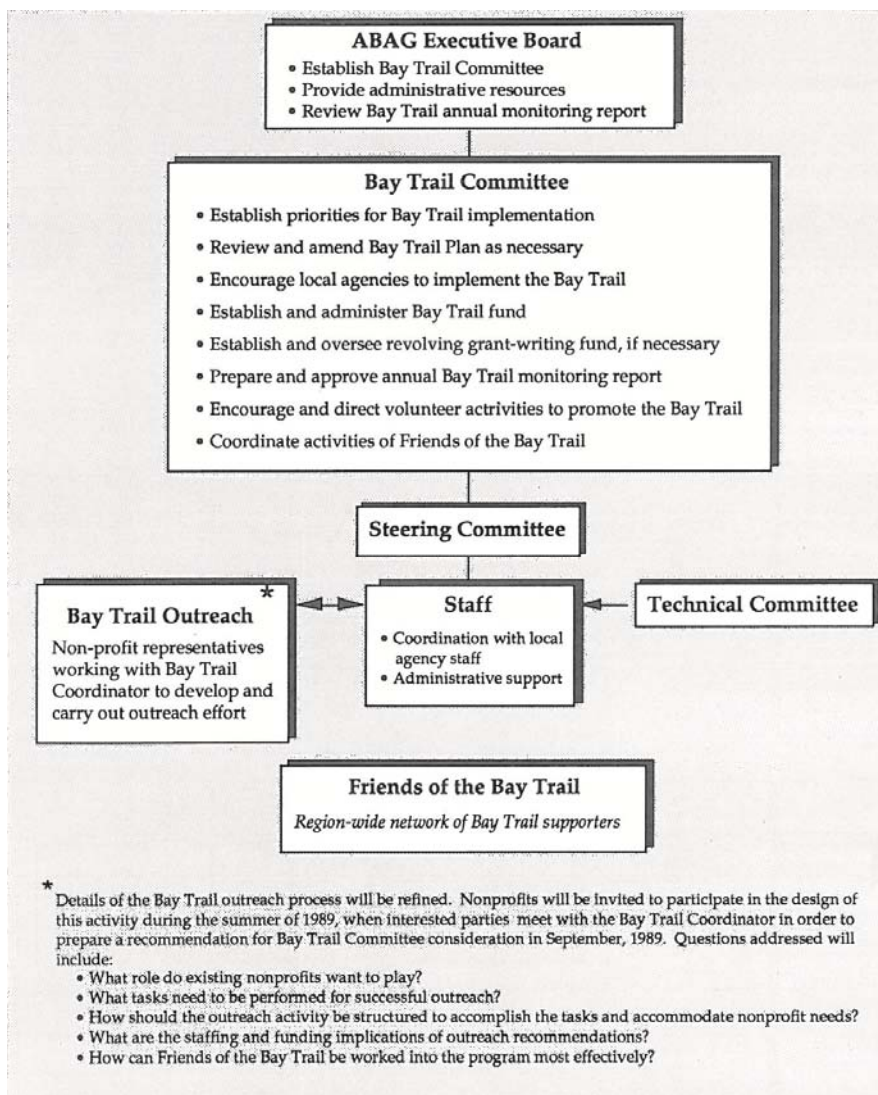 ABAG Executive Board
• Establish Bay Trail Committee
• Provide administrative resources
• Review Bay Trail annual monitoring report
Bay Trail Committee
• Establish priorities for Bay Trail implementation
• Review and amend Bay Trail Plan as necessary
• Encourage local agencies to implement the Bay Trail
• Establish and administer Bay Trail fund
• Establish and oversee revolving grant-writing fund, if necessary
• Prepare and approve annual Bay Trail monitoring report
• Encourage and direct volunteer actrivities to promote the Bay Trail
• Coordinate activities of Friends of the Bay Trail
Steering Committee
*
Bay Trail Outreach
Non-profit representatives
working with Bay Trail
Coordinator to develop and
carry out outreach effort
Staff
• Coordination with local
agency staff
• Administrative support
Technical Committee
Friends of the Bay Trail
Region-wide network of Bay Trail supporters
*
Details of the Bay Trail outreach process will be refined. Nonprofits will be invited to participate in the design of
this activity during the summer of 1989, when interested parties meet with the Bay Trail Coordinator in order to
prepare a recommendation for Bay Trail Committee consideration in September, 1989. Questions addressed will
include:
• What role do existing nonprofits want to play?
• What tasks need to be performed for successful outreach?
• How should the outreach activity be structured to accomplish the tasks and accommodate nonprofit needs?
• What are the staffing and funding implications of outreach recommendations?
• How can Friends of the Bay Trail be worked into the program most effectively?